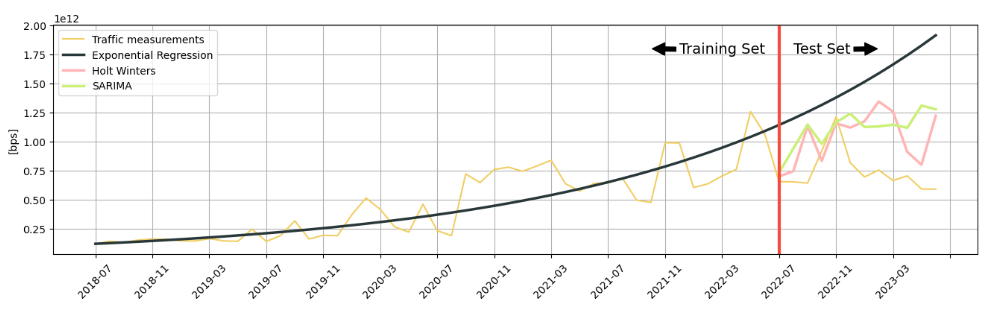 1e12
2.00
1.75
1.50
1.25
1.00
0.75
0.50
0.25
[bps]
Traffic measurements
Exponential Regression
Holt Winters
SARIMA
Training Set
Test Set
2018-07
2018-11
2019-03
2019-07
2019-11
2020-03
2020-07
2020-11
2021-03
2021-07
2021-11
2022-03
2022-07
2022-11
2023-03